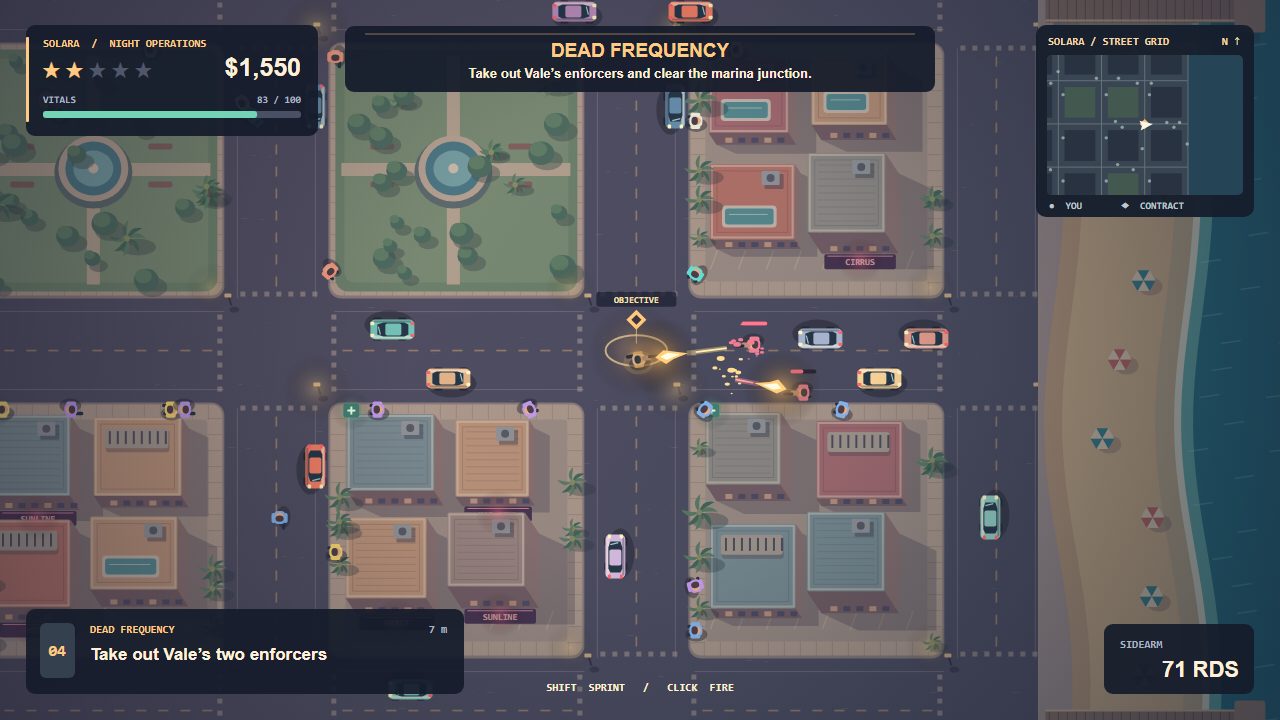 SOLARA / NIGHT OPERATIONS
$1,550
VITALS 83 / 100
DEAD FREQUENCY
Take out Vale’s enforcers and clear the marina junction.
SOLARA / STREET GRID N ↑
YOU CONTRACT
CIRRUS
OBJECTIVE
SUNLINE
SUNLINE
DEAD FREQUENCY 7 m
04
Take out Vale’s two enforcers
SHIFT SPRINT / CLICK FIRE
SIDEARM
71 RDS